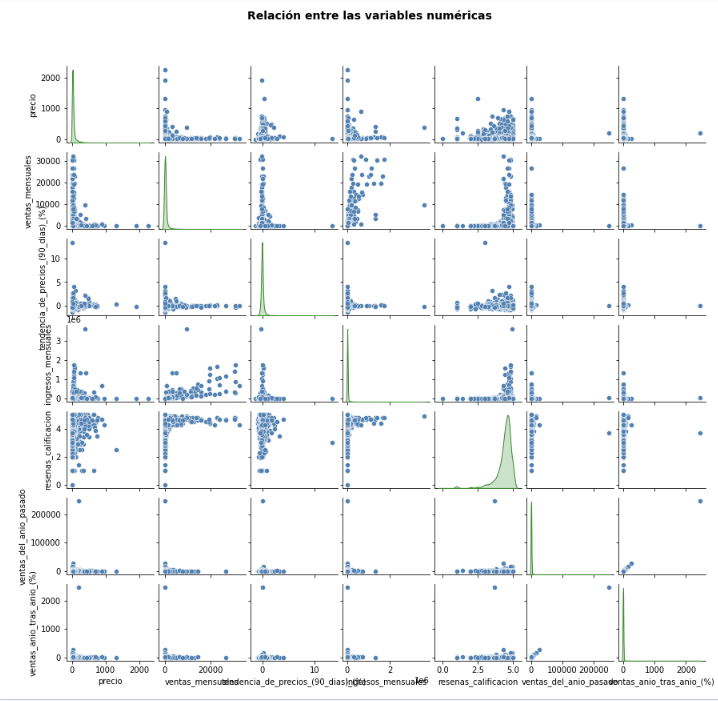 Relación entre las variables numéricas
precio
2000
1000
0
ventas_mensuales
30000
20000
10000
0
tendencia_de_precios_(90_dias)_(%)
10
5
0
1e6
ingresos_mensuales
3
2
1
0
resenas_calificacion
4
2
0
ventas_del_anio_pasado
200000
100000
0
ventas_anio_tras_anio_(%)
2000
1000
0
0 1000 2000
0 20000
0 10
0 2
0.0 2.5 5.0
0 100000 200000
0 1000 2000
1e6
precio
ventas_mensuales
tendencia_de_precios_(90_dias)_(%)
ingresos_mensuales
resenas_calificacion
ventas_del_anio_pasado
ventas_anio_tras_anio_(%)